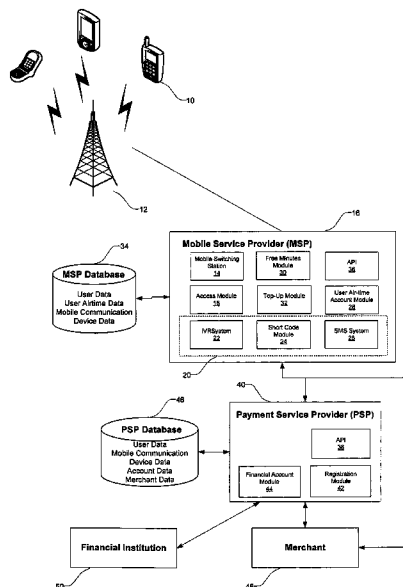 10
12
16
34
Mobile Service Provider (MSP)
MSP Database
User Data
User Airtime Data
Mobile Communication
Device Data
Mobile Switching
Station
14
Free Minutes
Module
30
API
36
Access Module
18
Top-Up Module
32
User Air-time
Account Module
28
IVRSystem
22
Short Code
Module
24
SMS System
26
20
40
46
Payment Service Provider (PSP)
PSP Database
User Data
Mobile Communication
Device Data
Account Data
Merchant Data
API
38
Financial Account
Module
44
Registration
Module
42
Financial Institution
Merchant
50